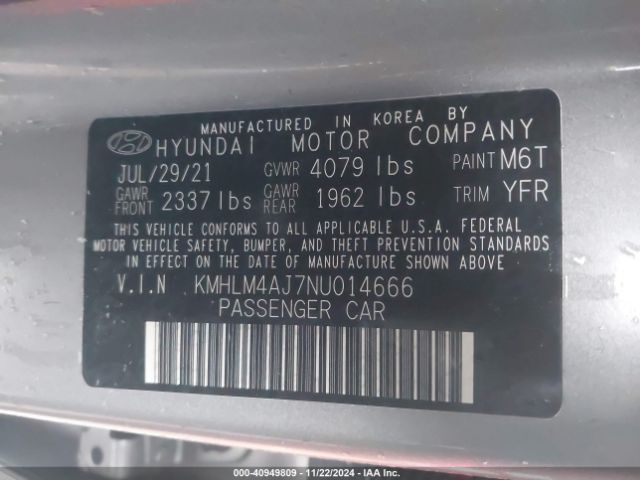 MANUFACTURED IN KOREA BY
HYUNDAI MOTOR COMPANY
JUL/29/21 GVWR 4079 lbs PAINT M6T
GAWR FRONT 2337 lbs GAWR REAR 1962 lbs TRIM YFR
THIS VEHICLE CONFORMS TO ALL APPLICABLE U.S.A. FEDERAL
MOTOR VEHICLE SAFETY, BUMPER, AND THEFT PREVENTION STANDARDS
IN EFFECT ON THE DATE OF MANUFACTURE SHOWN ABOVE
V.I.N KMHLM4AJ7NU014666
PASSENGER CAR
000-40949809 - 11/22/2024 - IAA Inc.